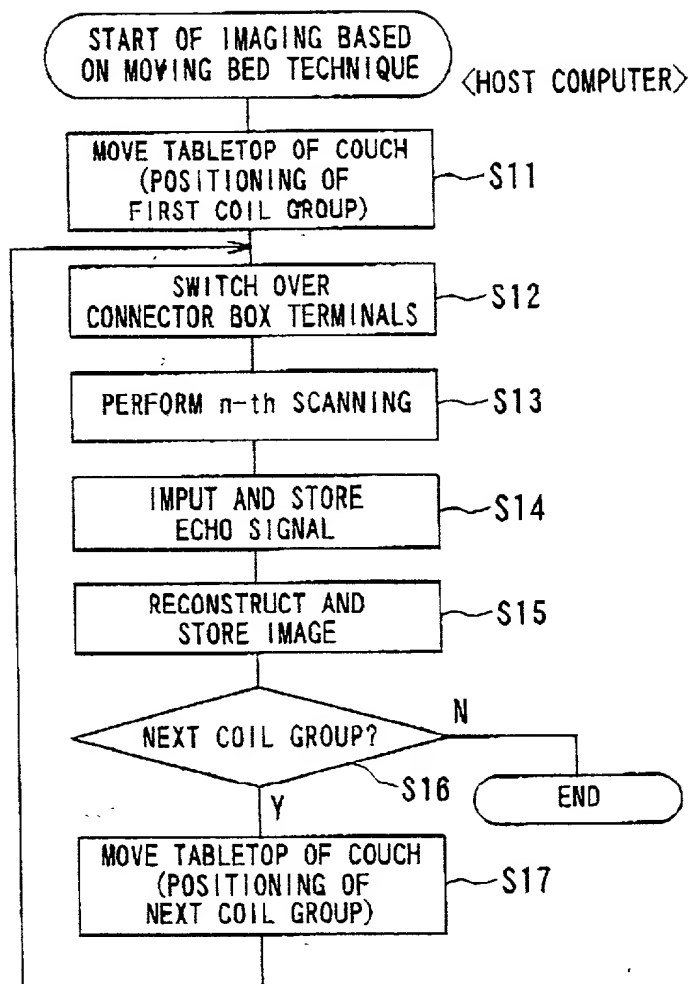 START OF IMAGING BASED
ON MOVING BED TECHNIQUE
<HOST COMPUTER>
MOVE TABLETOP OF COUCH
(POSITIONING OF
FIRST COIL GROUP)
S11
SWITCH OVER
CONNECTOR BOX TERMINALS
S12
PERFORM n-th SCANNING
S13
IMPUT AND STORE
ECHO SIGNAL
S14
RECONSTRUCT AND
STORE IMAGE
S15
NEXT COIL GROUP?
N
S16
END
Y
MOVE TABLETOP OF COUCH
(POSITIONING OF
NEXT COIL GROUP)
S17